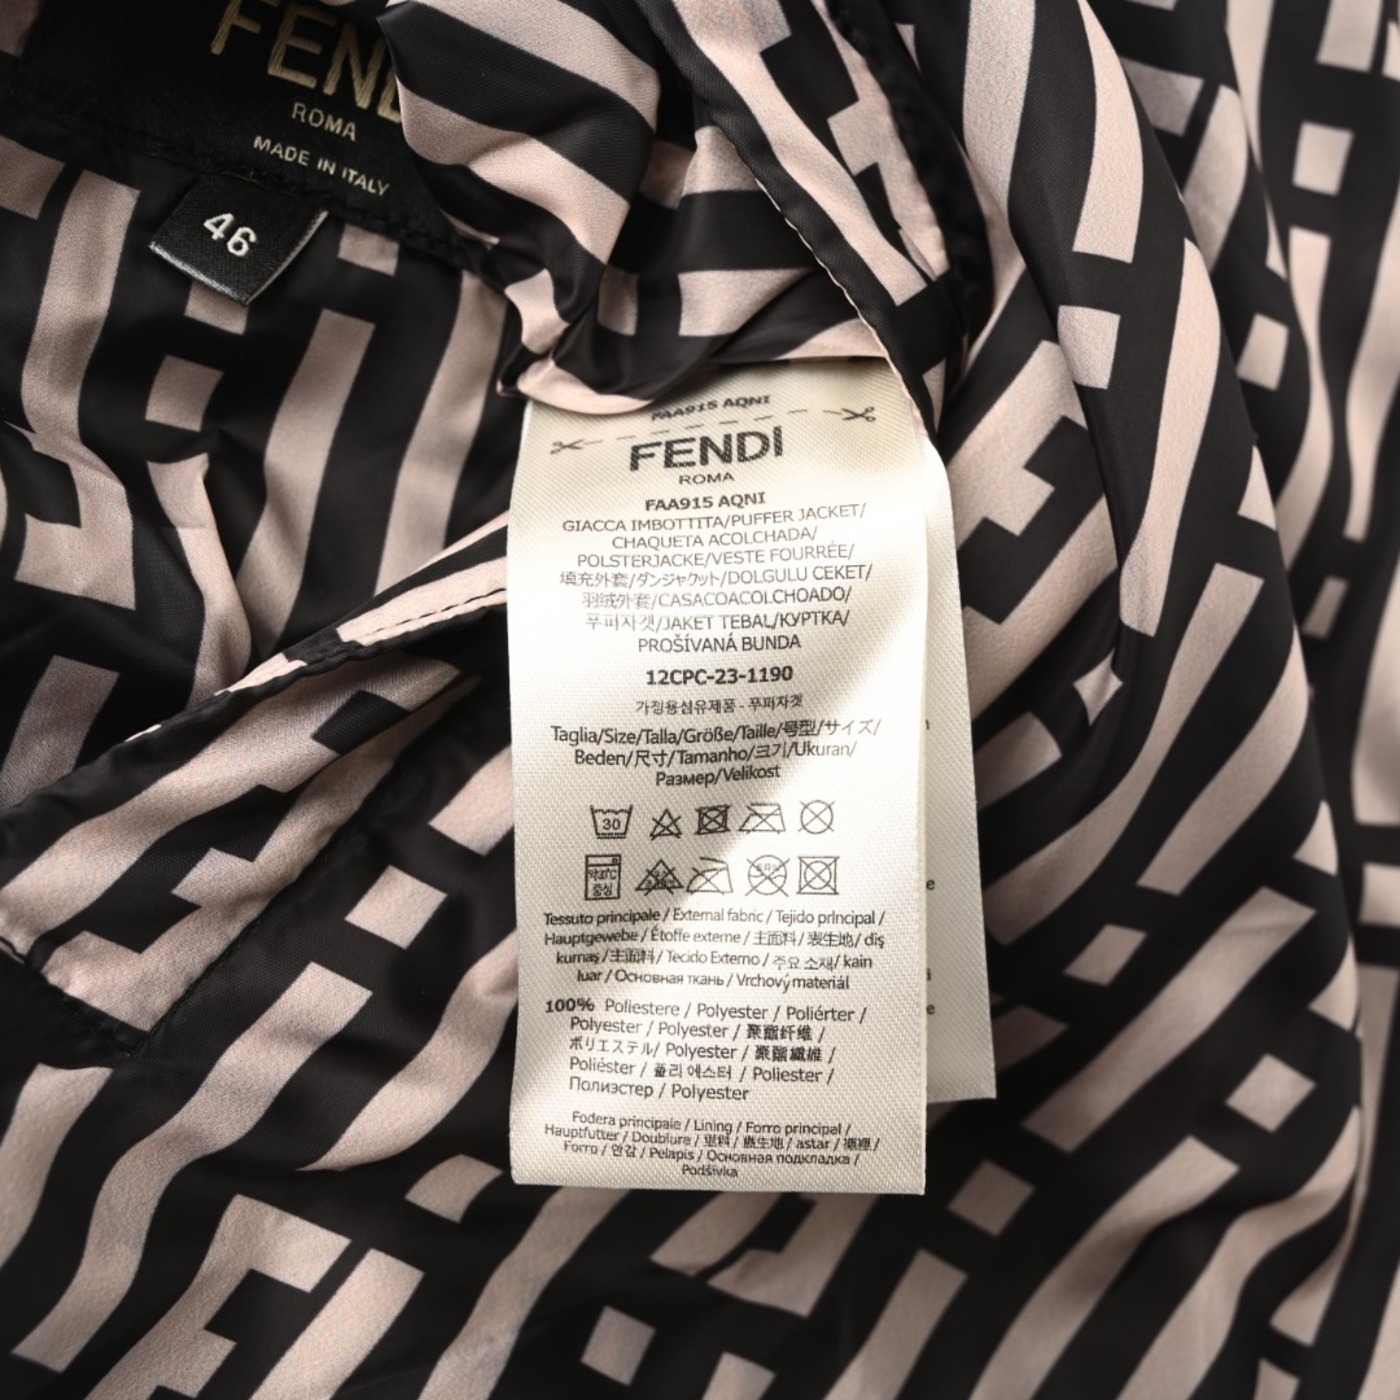 FEND
ROMA
MADE IN ITALY
46
FAA915 AQNI
FENDI
ROMA
FAA915 AQNI
GIACCA IMBOTTITA/PUFFER JACKET/
CHAQUETA ACOLCHADA/
POLSTERJACKE/VESTE FOURRÉE/
填充外套/ダンジャケット/DOLGULU CEKET/
羽絨外套/CASACOACOLCHOADO/
푸퍼자켓/JAKET TEBAL/КУРТКА/
PROŠÍVANÁ BUNDA
12CPC-23-1190
가정용섬유제품 - 푸퍼자켓
Taglia/Size/Talla/Größe/Taille/号型/サイズ/
Beden/尺寸/Tamanho/크기/Ukuran/
Размер/Velikost
30
약40℃
중성
Tessuto principale / External fabric / Tejido principal /
Hauptgewebe / Étoffe externe / 主面料 / 表生地 / diş
kumaş / 主面料 / Tecido Externo / 주요 소재 / kain
luar / Основная ткань / Vrchový materiál
100% Poliestere / Polyester / Poliérter /
Polyester / Polyester / 聚酯纤维 /
ポリエステル/ Polyester / 聚酯纖維 /
Poliéster / 폴리 에스터 / Poliester /
Полиэстер / Polyester
Fodera principale / Lining / Forro principal /
Hauptfutter / Doublure / 里料 / 裏生地 / astar / 襯裡 /
Forro / 안감 / Pelapis / Основная подкладка /
Podšívka